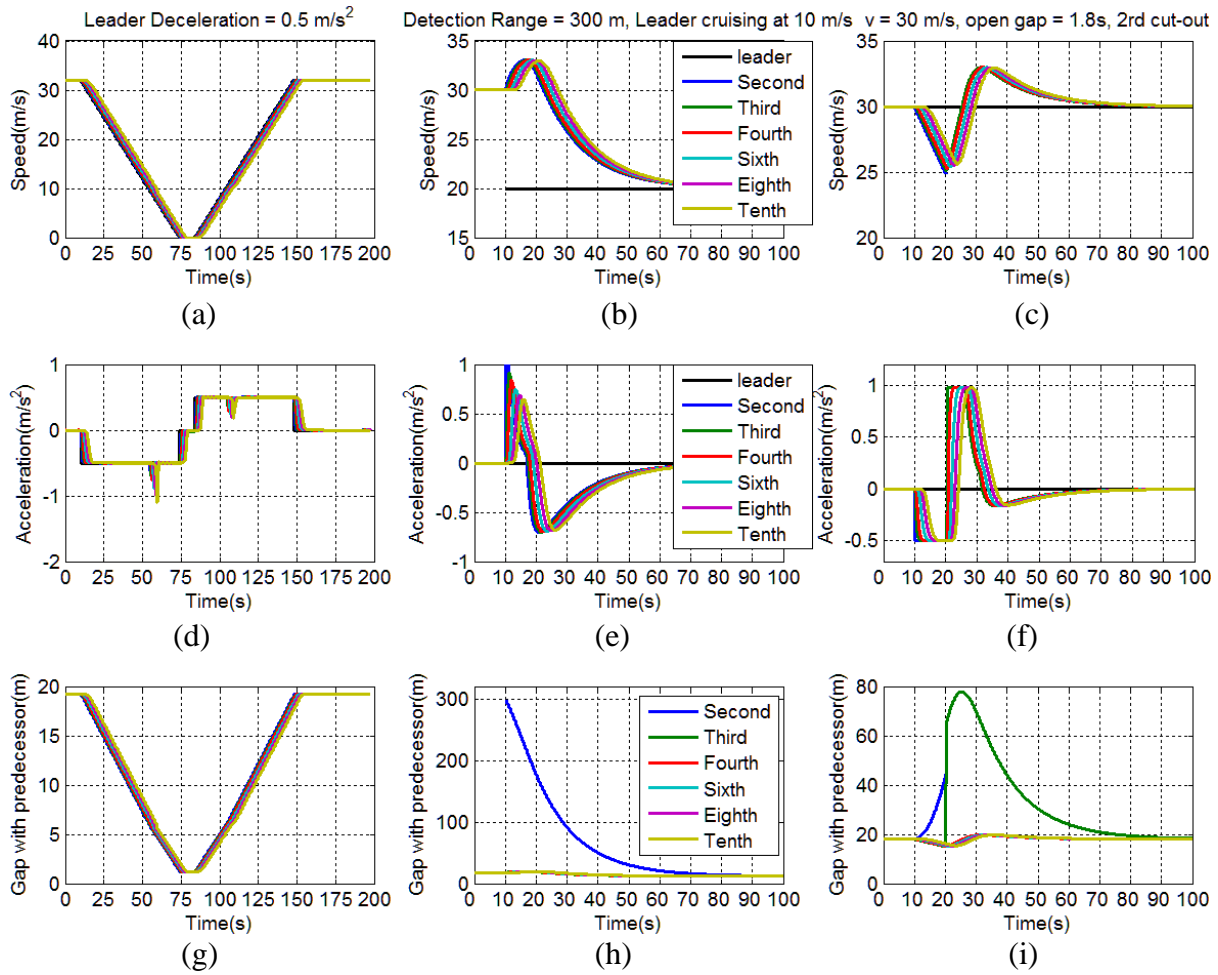 Leader Deceleration = 0.5 m/s2
Detection Range = 300 m, Leader cruising at 10 m/s
v = 30 m/s, open gap = 1.8s, 2rd cut-out
40
30
20
10
0
Speed(m/s)
0 25 50 75 100 125 150 175 200
Time(s)
(a)
35
30
25
20
15
Speed(m/s)
0 10 20 30 40 50 60 70 80 90 100
Time(s)
leader
Second
Third
Fourth
Sixth
Eighth
Tenth
(b)
35
30
25
20
Speed(m/s)
0 10 20 30 40 50 60 70 80 90 100
Time(s)
(c)
1
0
-1
-2
Acceleration(m/s2)
0 25 50 75 100 125 150 175 200
Time(s)
(d)
1
0.5
0
-0.5
-1
Acceleration(m/s2)
0 10 20 30 40 50 60 70 80 90 100
Time(s)
leader
Second
Third
Fourth
Sixth
Eighth
Tenth
(e)
1
0.5
0
-0.5
Acceleration(m/s2)
0 10 20 30 40 50 60 70 80 90 100
Time(s)
(f)
20
15
10
5
0
Gap with predecessor(m)
0 25 50 75 100 125 150 175 200
Time(s)
(g)
300
200
100
0
Gap with predecessor(m)
0 10 20 30 40 50 60 70 80 90 100
Time(s)
Second
Third
Fourth
Sixth
Eighth
Tenth
(h)
80
60
40
20
0
Gap with predecessor(m)
0 10 20 30 40 50 60 70 80 90 100
Time(s)
(i)